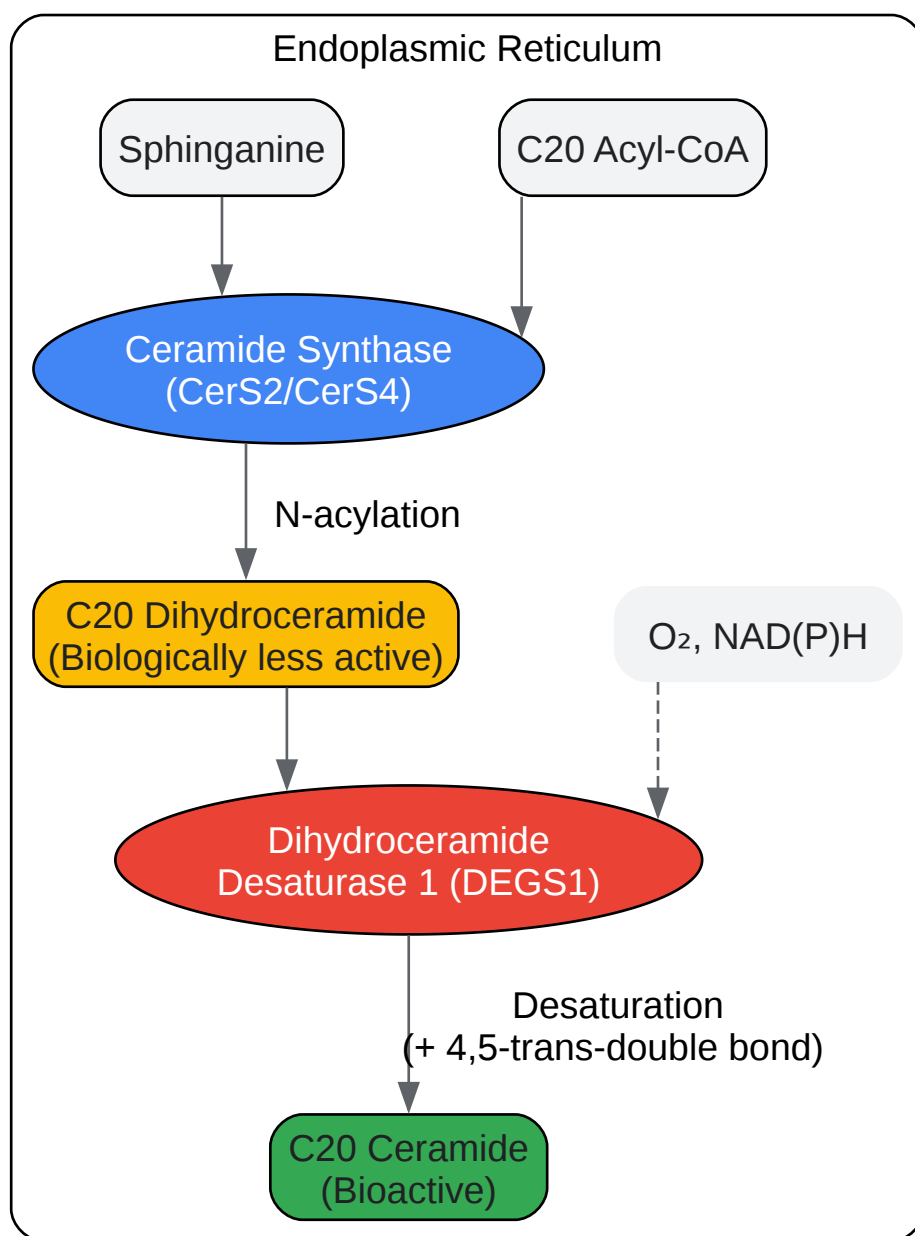 Endoplasmic Reticulum
Sphinganine
C20 Acyl-CoA
Ceramide Synthase
(CerS2/CerS4)
N-acylation
C20 Dihydroceramide
(Biologically less active)
O₂, NAD(P)H
Dihydroceramide
Desaturase 1 (DEGS1)
Desaturation
(+ 4,5-trans-double bond)
C20 Ceramide
(Bioactive)